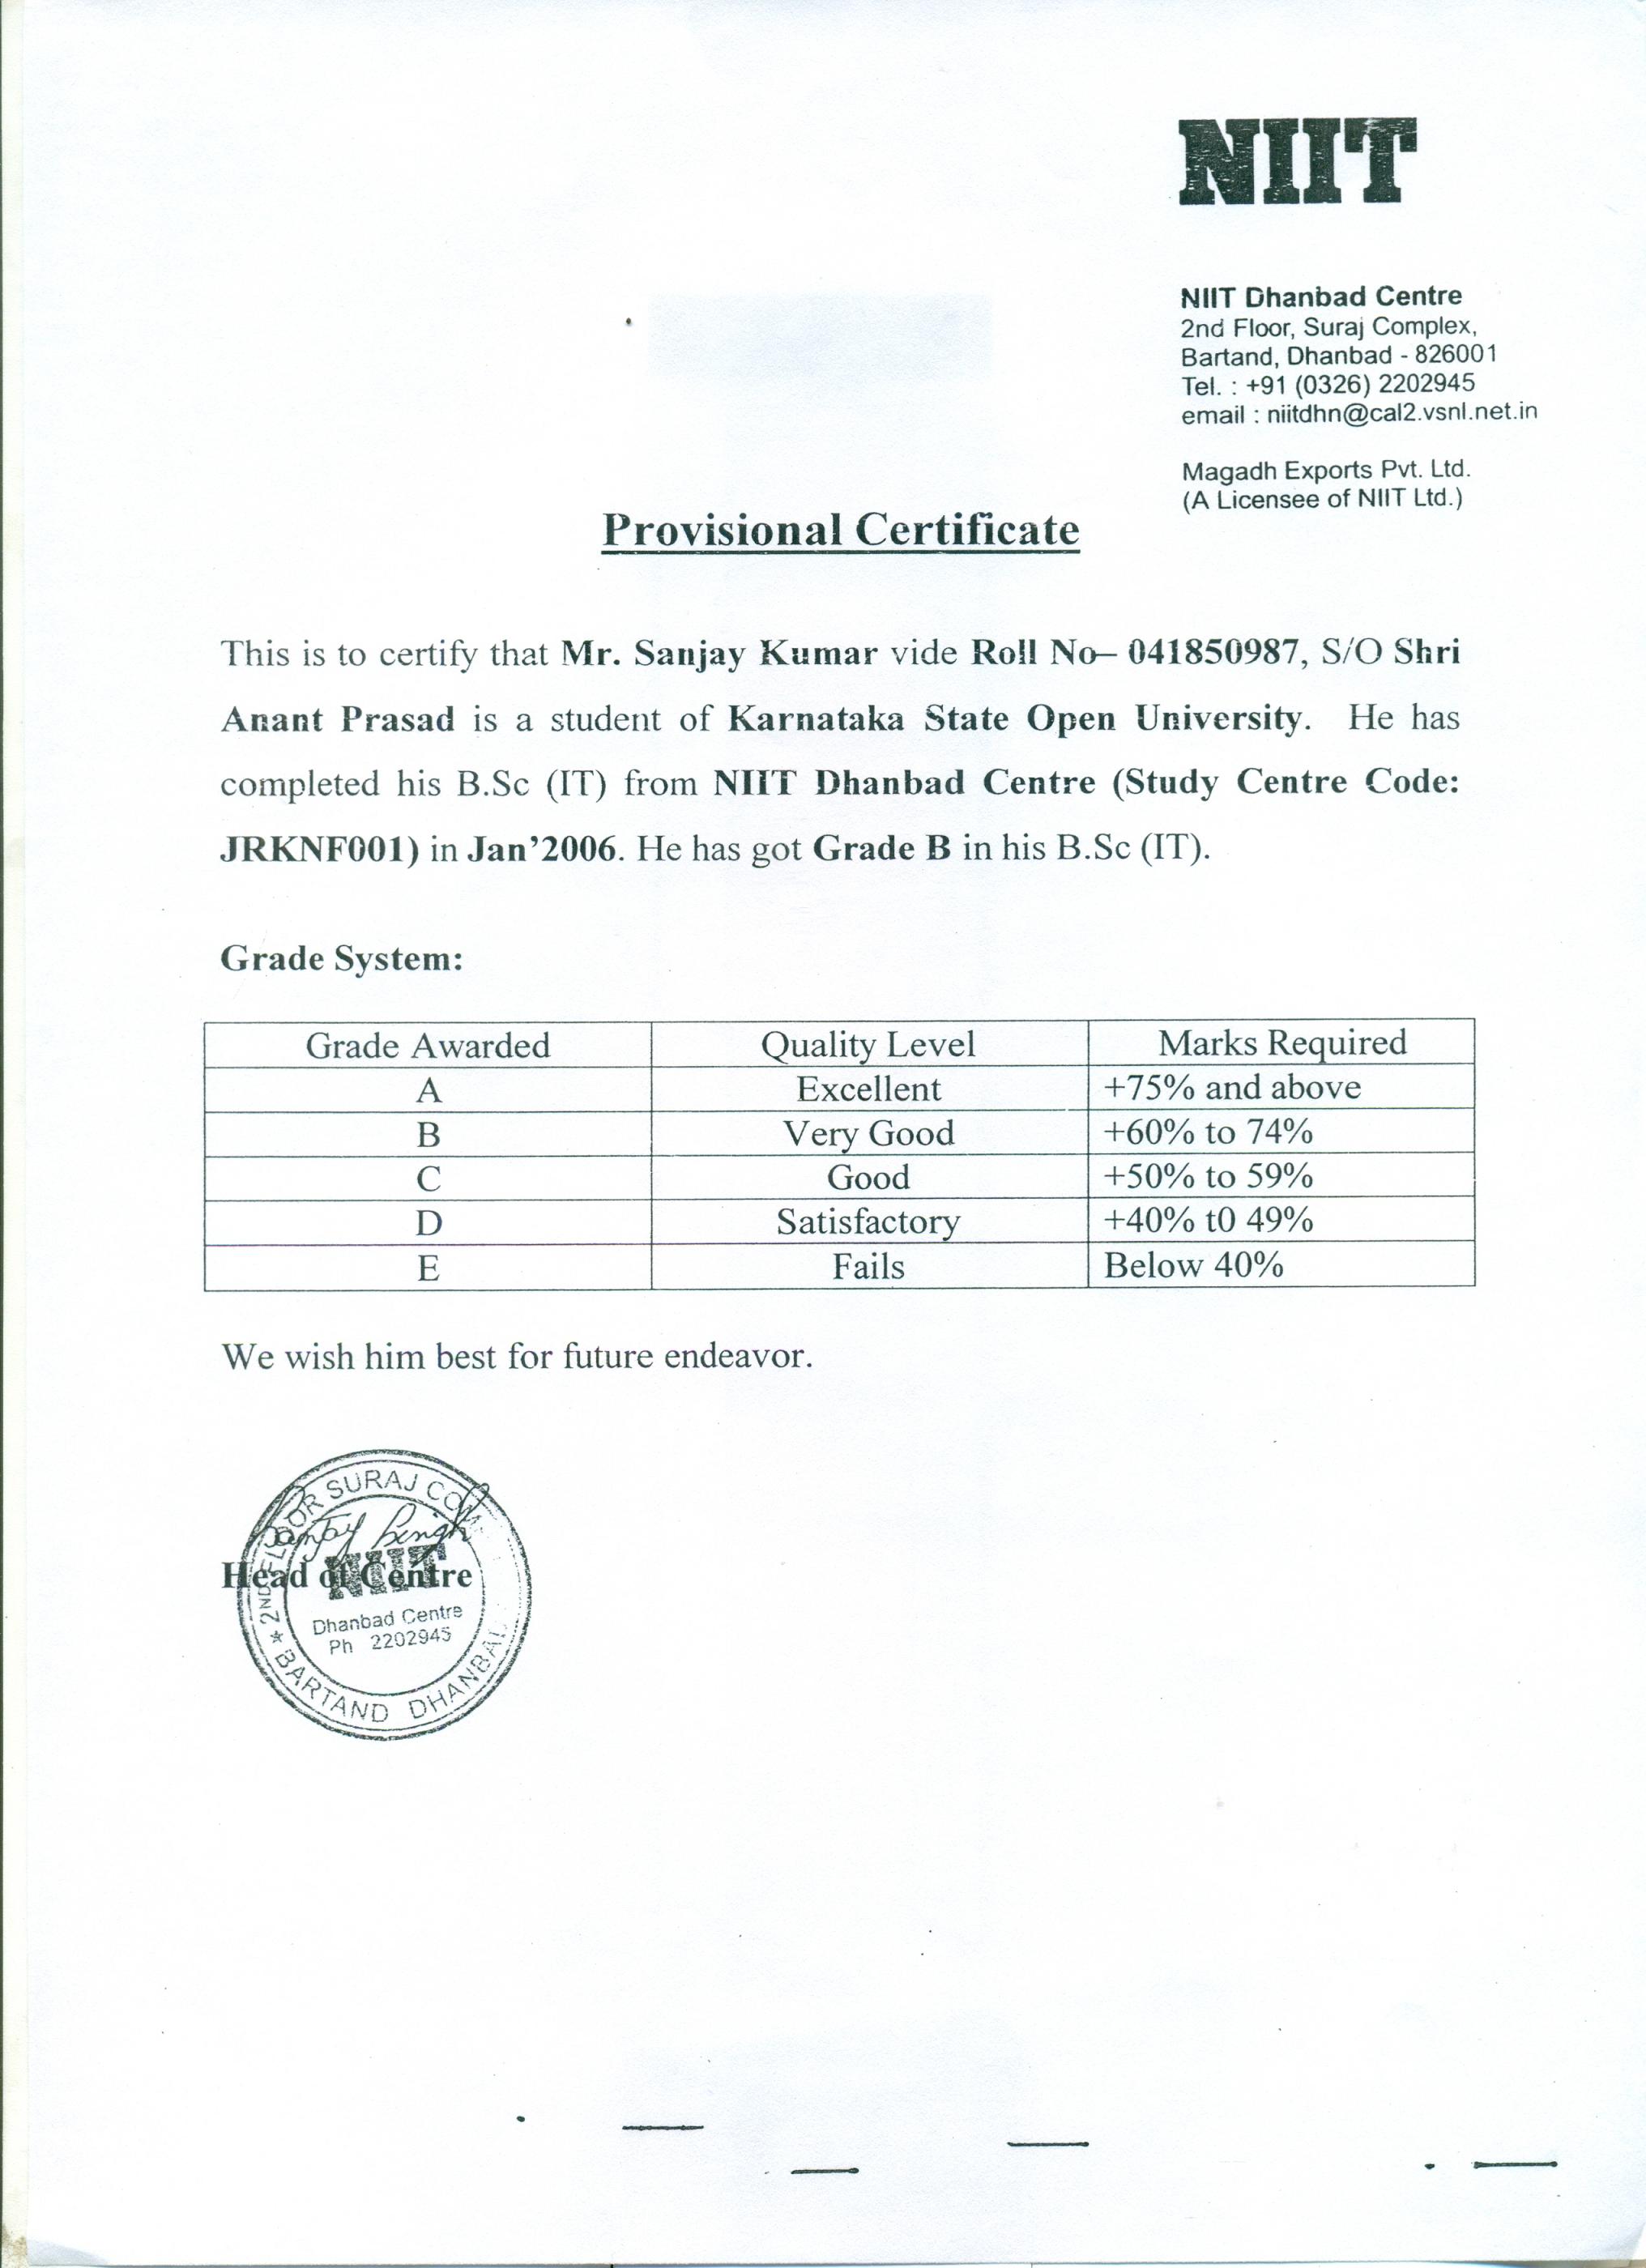 NIIT
NIIT Dhanbad Centre
2nd Floor, Suraj Complex,
Bartand, Dhanbad - 826001
Tel. : +91 (0326) 2202945
email : niitdhn@cal2.vsnl.net.in
Magadh Exports Pvt. Ltd.
(A Licensee of NIIT Ltd.)
Provisional Certificate
This is to certify that Mr. Sanjay Kumar vide Roll No– 041850987, S/O Shri
Anant Prasad is a student of Karnataka State Open University. He has
completed his B.Sc (IT) from NIIT Dhanbad Centre (Study Centre Code:
JRKNF001) in Jan’2006. He has got Grade B in his B.Sc (IT).
Grade System:
Grade Awarded Quality Level Marks Required
A Excellent +75% and above
B Very Good +60% to 74%
C Good +50% to 59%
D Satisfactory +40% t0 49%
E Fails Below 40%
We wish him best for future endeavor.
Head of Centre
2ND FLOOR SURAJ
NIIT
Dhanbad Centre
Ph 2202945
BARTAND DHANBAD